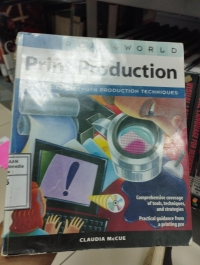 WORLD
Print Production
PRODUCTION TECHNIQUES
Comprehensive coverage
of tools, techniques,
and strategies
Practical guidance from
a printing pro
CLAUDIA McCUE